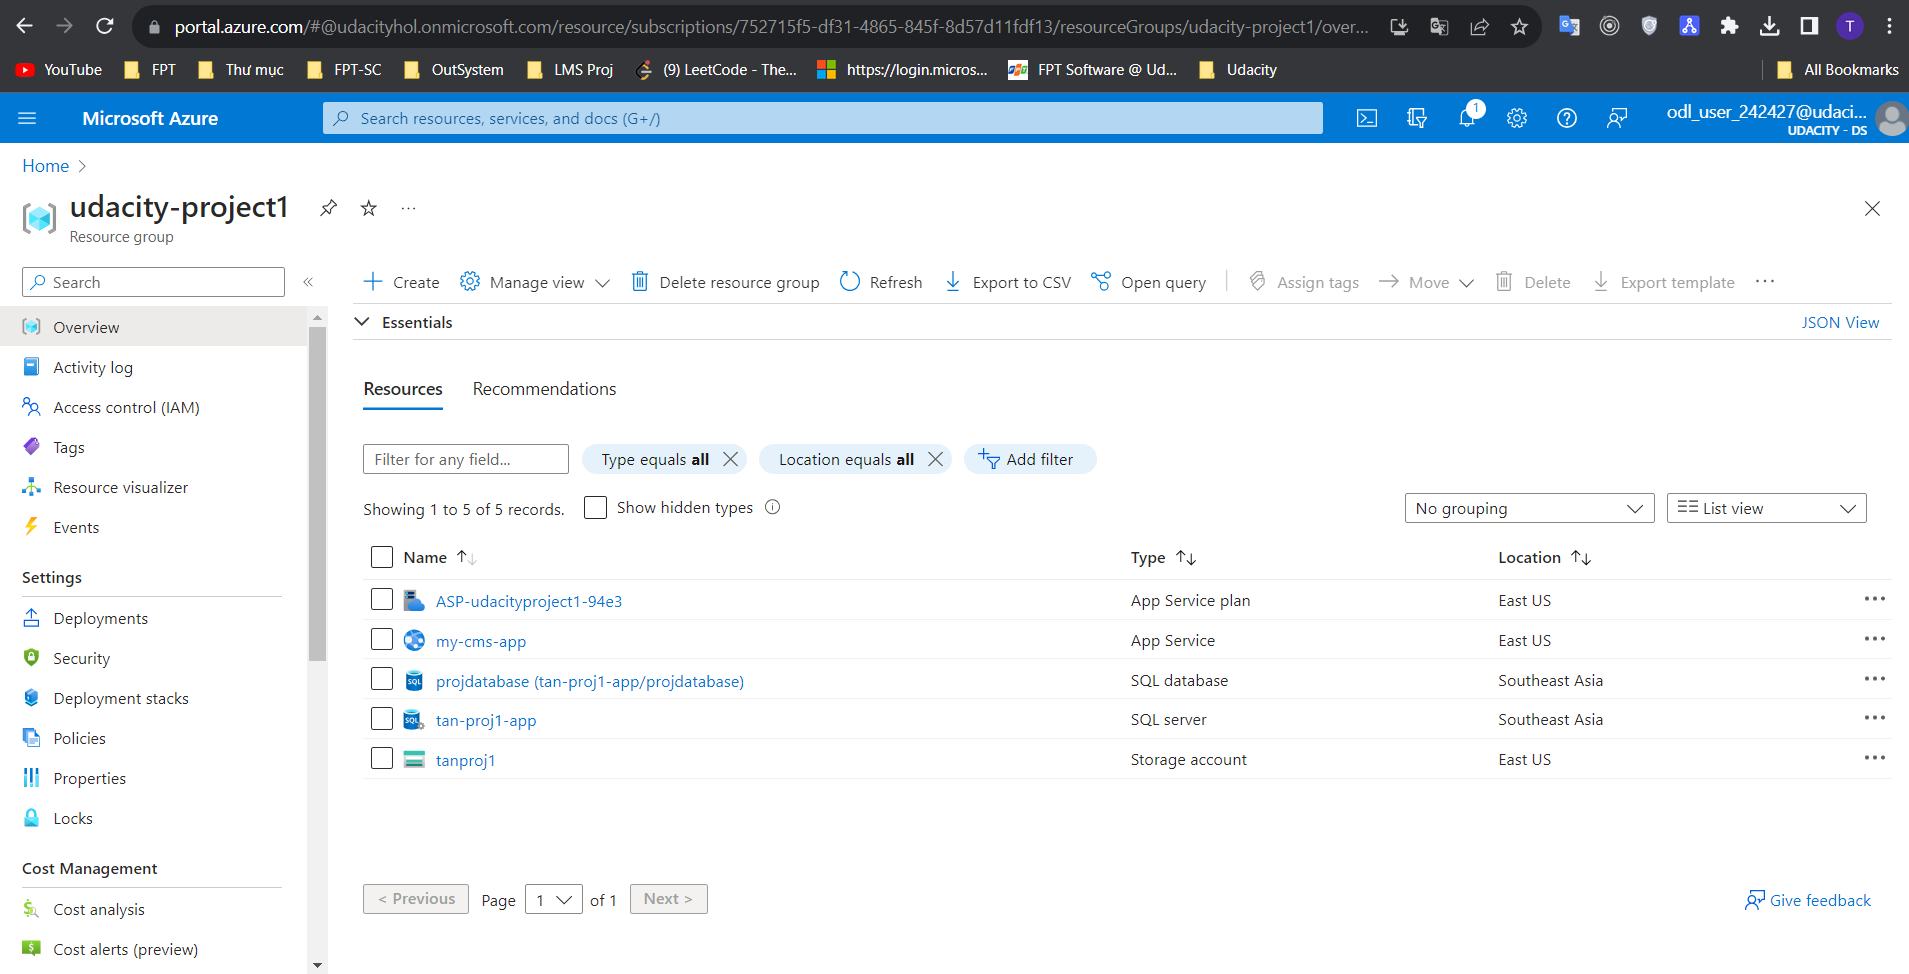 portal.azure.com/#@udacityhol.onmicrosoft.com/resource/subscriptions/752715f5-df31-4865-845f-8d57d11fdf13/resourceGroups/udacity-project1/over...
T
YouTube FPT Thư mục FPT-SC OutSystem LMS Proj (9) LeetCode - The... https://login.micros... FPT Software @ Ud... Udacity All Bookmarks
Microsoft Azure Search resources, services, and docs (G+/) 1 odl_user_242427@udaci...
UDACITY - DS
Home
udacity-project1 ...
Resource group
Search «
Create Manage view Delete resource group Refresh Export to CSV Open query Assign tags Move Delete Export template ...
Essentials JSON View
Overview
Activity log
Access control (IAM)
Tags
Resource visualizer
Events
Settings
Deployments
Security
Deployment stacks
Policies
Properties
Locks
Cost Management
Cost analysis
Cost alerts (preview)
Resources Recommendations
Filter for any field... Type equals all Location equals all Add filter
Showing 1 to 5 of 5 records. Show hidden types No grouping List view
Name Type Location
ASP-udacityproject1-94e3 App Service plan East US ...
my-cms-app App Service East US ...
projdatabase (tan-proj1-app/projdatabase) SQL database Southeast Asia ...
tan-proj1-app SQL server Southeast Asia ...
tanproj1 Storage account East US ...
< Previous Page 1 of 1 Next > Give feedback